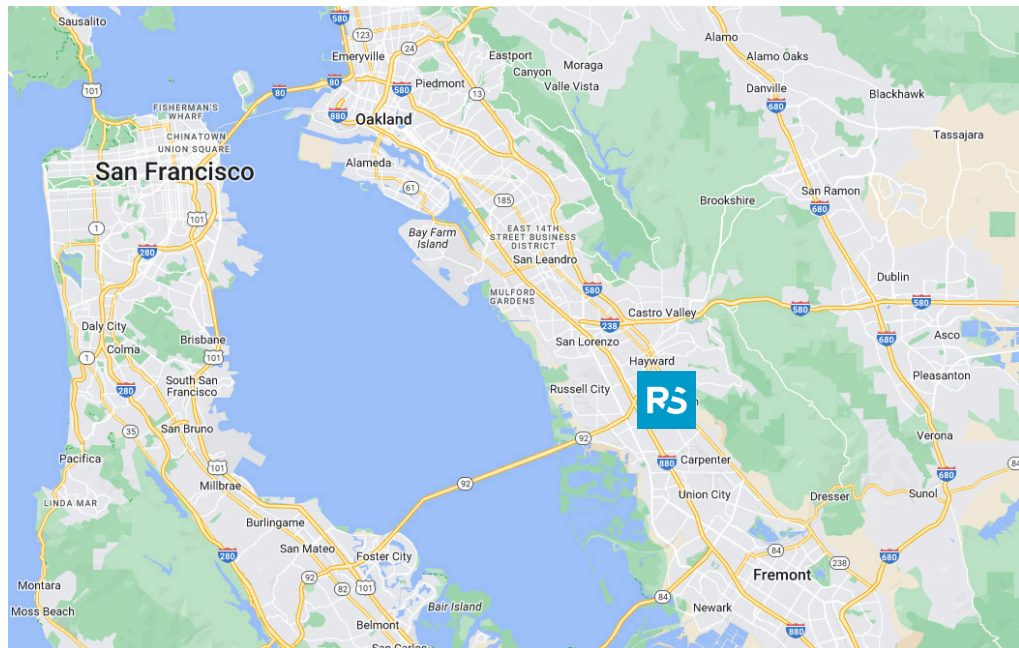 Sausalito
580
123
24
Emeryville
Eastport
Moraga
Canyon
Valle Vista
Alamo
Alamo Oaks
Danville
Blackhawk
101
80
80
580
Piedmont
13
680
FISHERMAN'S
WHARF
880
Oakland
CHINATOWN
UNION SQUARE
Tassajara
San Francisco
Alameda
61
185
Brookshire
San Ramon
680
101
1
280
Bay Farm
Island
EAST 14TH
STREET BUSINESS
DISTRICT
San Leandro
Dublin
MULFORD
GARDENS
580
580
580
Daly City
238
Castro Valley
Brisbane
San Lorenzo
680
Asco
Colma
1
101
Hayward
Pleasanton
280
South San
Francisco
Russell City
RS
n
35
San Bruno
92
Verona
Pacifica
101
880
Carpenter
84
680
Millbrae
92
LINDA MAR
Union City
Dresser
Sunol
Burlingame
San Mateo
280
Foster City
84
238
680
92
82
101
Fremont
Montara
Moss Beach
Bair Island
84
Newark
Belmont
880
San Carlos